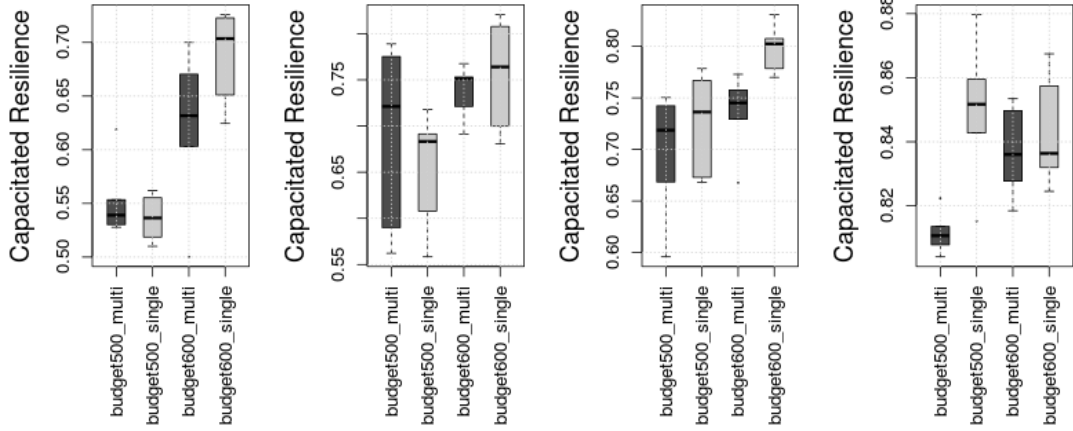 Capacitated Resilience
0.50 0.55 0.60 0.65 0.70
budget500_multi
budget500_single
budget600_multi
budget600_single
Capacitated Resilience
0.55 0.65 0.75
budget500_multi
budget500_single
budget600_multi
budget600_single
Capacitated Resilience
0.60 0.65 0.70 0.75 0.80
budget500_multi
budget500_single
budget600_multi
budget600_single
Capacitated Resilience
0.82 0.84 0.86 0.88
budget500_multi
budget500_single
budget600_multi
budget600_single